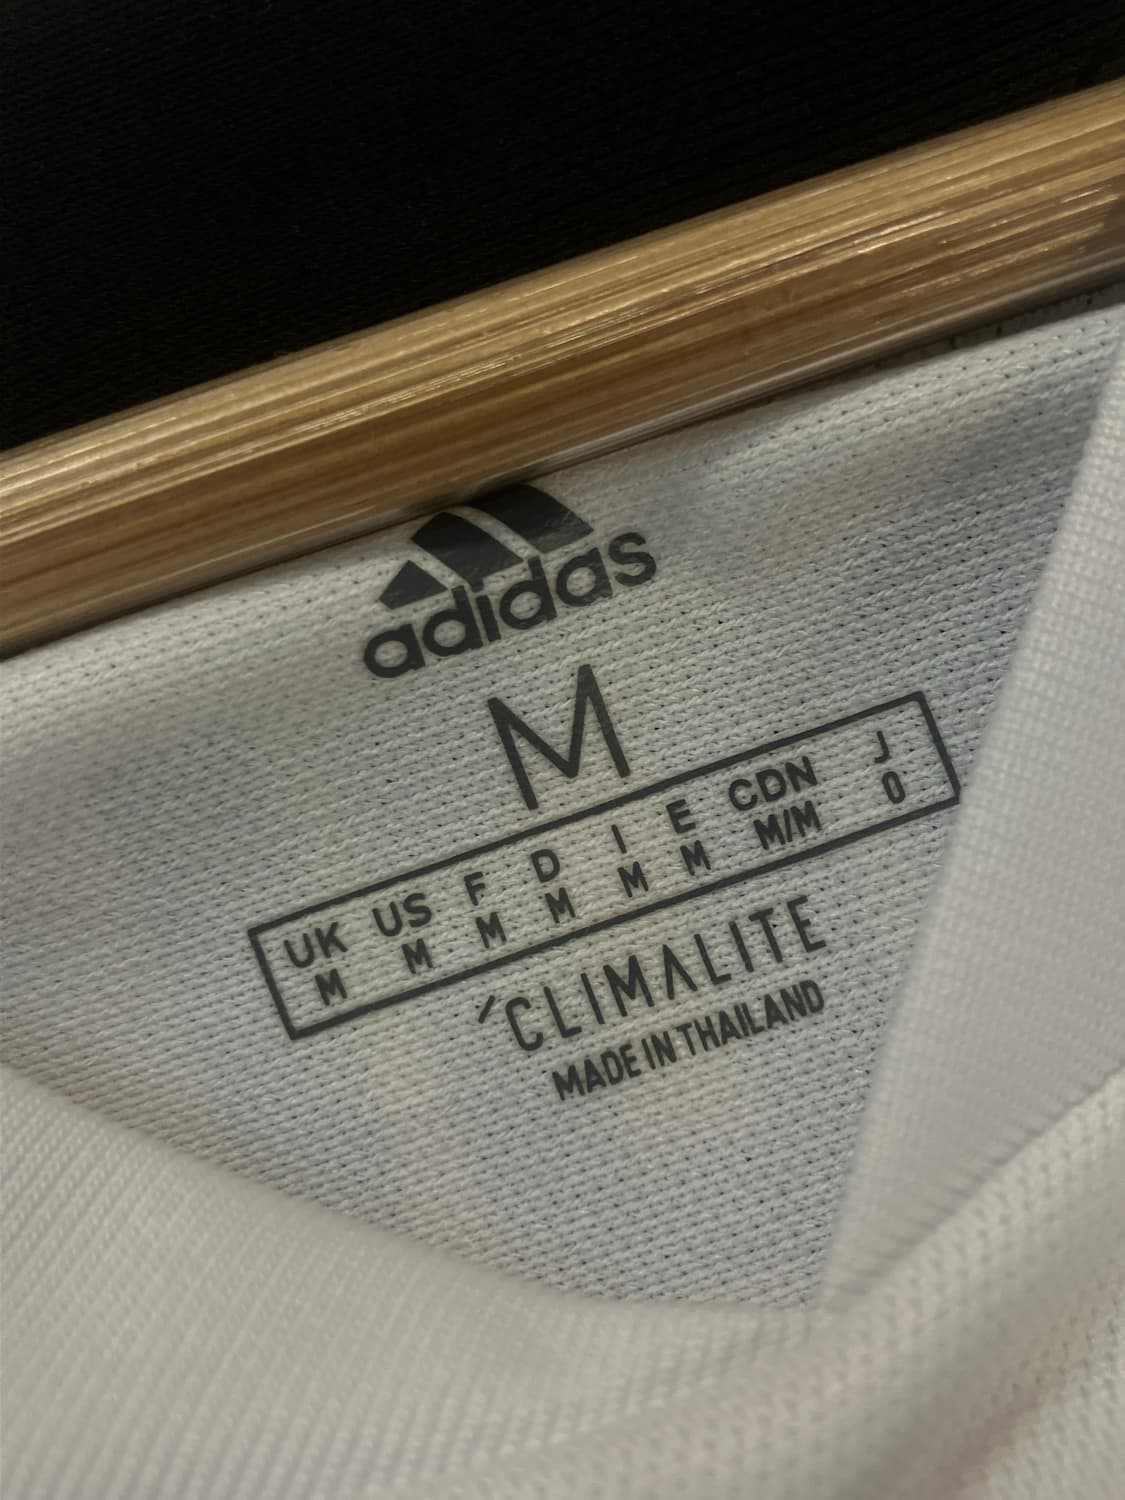 adidas
M
UK US F D I E CDN J
M M M M M M M/M O
CLIMALITE
MADE IN THAILAND